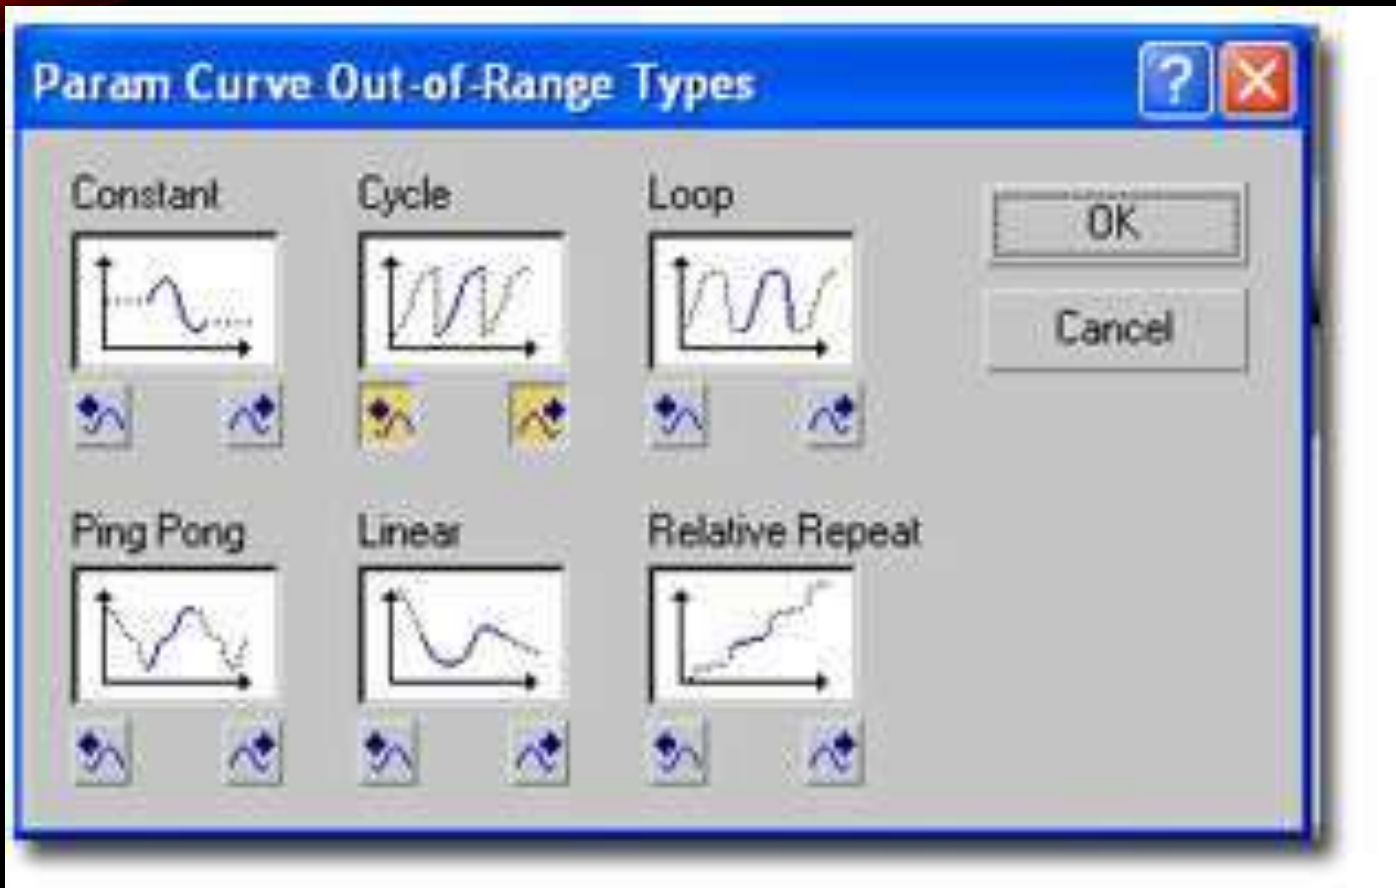 Param Curve Out-of-Range Types
Constant
Cycle
Loop
OK
Cancel
Ping Pong
Linear
Relative Repeat